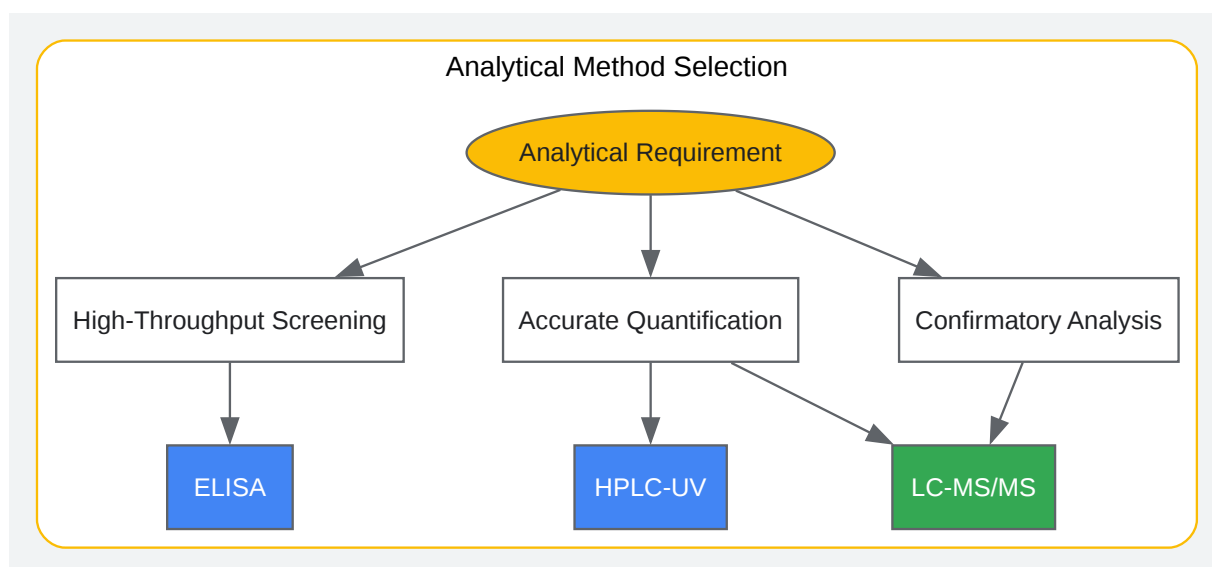 Analytical Method Selection
Analytical Requirement
High-Throughput Screening
Accurate Quantification
Confirmatory Analysis
ELISA
HPLC-UV
LC-MS/MS